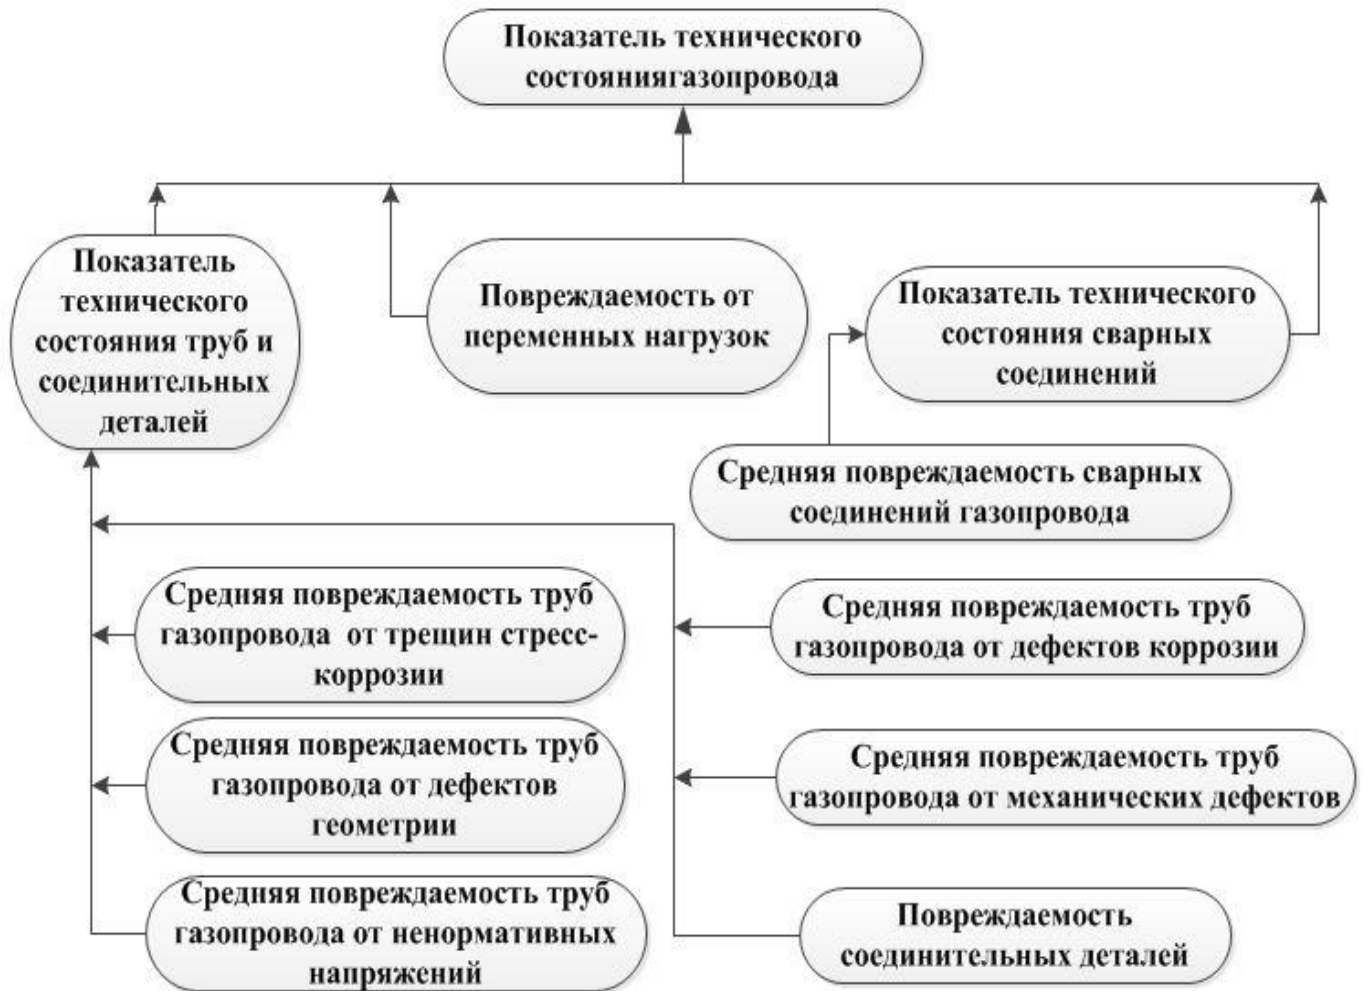 Показатель технического
состояниягазопровода
Показатель
технического
состояния труб и
соединительных
деталей
Повреждаемость от
переменных нагрузок
Показатель технического
состояния сварных
соединений
Средняя повреждаемость сварных
соединений газопровода
Средняя повреждаемость труб
газопровода от трещин стресс-
коррозии
Средняя повреждаемость труб
газопровода от дефектов коррозии
Средняя повреждаемость труб
газопровода от дефектов
геометрии
Средняя повреждаемость труб
газопровода от механических дефектов
Средняя повреждаемость труб
газопровода от ненормативных
напряжений
Повреждаемость
соединительных деталей